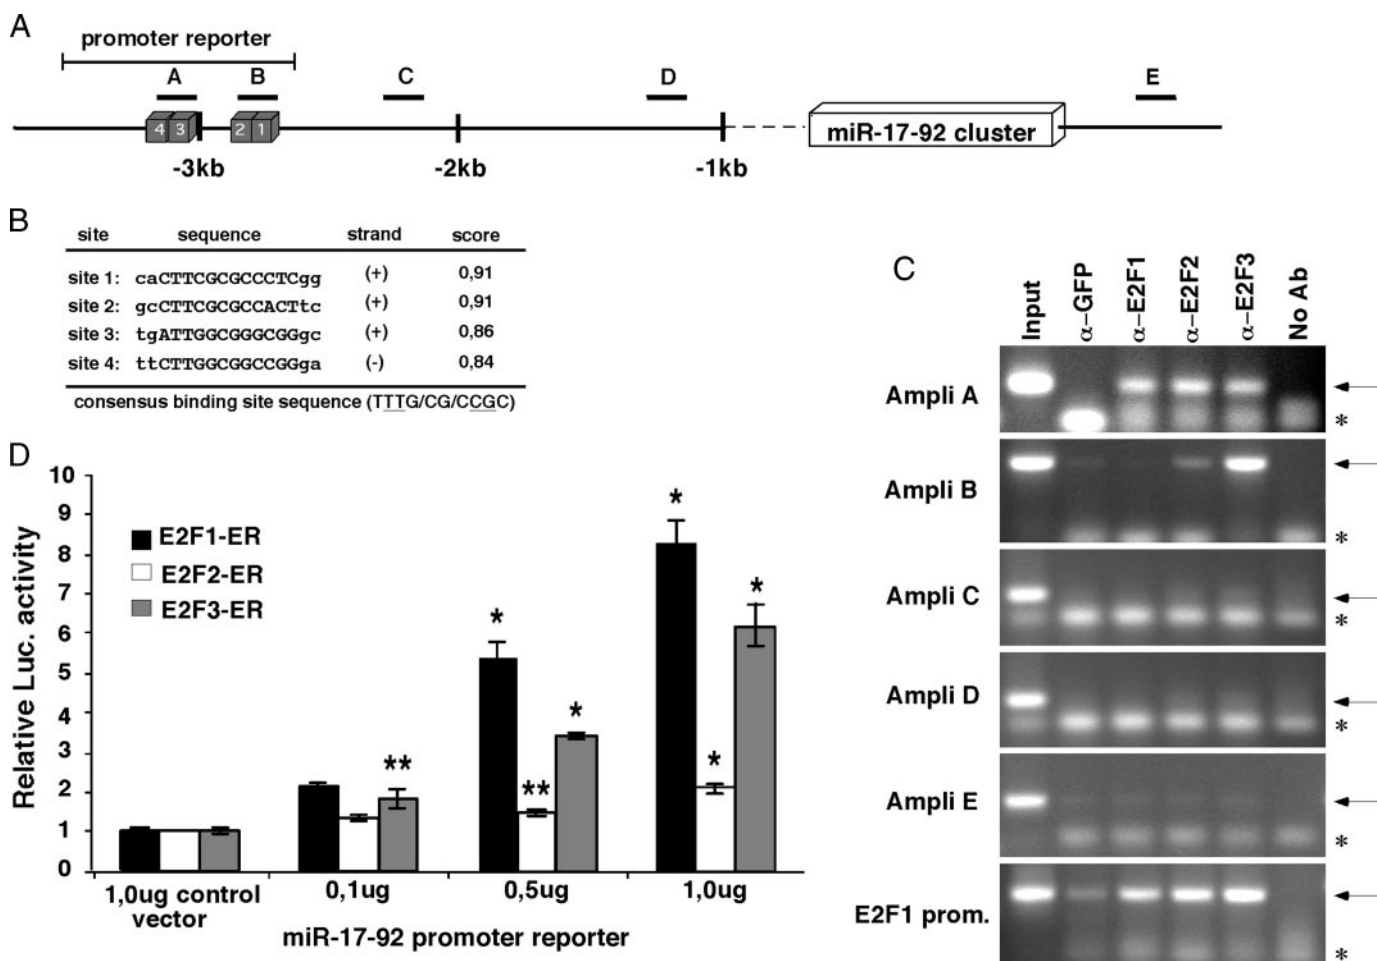 A
promoter reporter
A B C D E
4 3 2 1
miR-17-92 cluster
-3kb -2kb -1kb
B
site sequence strand score
site 1: caCTTCGCGCCCTCgg (+) 0,91
site 2: gcCTTCGCGCCACTtc (+) 0,91
site 3: tgATTGGCGGGCGGgc (+) 0,86
site 4: ttCTTGGCGGCCGGga (-) 0,84
consensus binding site sequence (TTTG/CG/CCGC)
C
Input α-GFP α-E2F1 α-E2F2 α-E2F3 No Ab
Ampli A
*
Ampli B
*
Ampli C
*
Ampli D
*
Ampli E
*
E2F1 prom.
*
D
Relative Luc. activity
10
9
8
7
6
5
4
3
2
1
0
E2F1-ER
E2F2-ER
E2F3-ER
**
* ** *
* * *
1,0ug control vector 0,1ug 0,5ug 1,0ug
miR-17-92 promoter reporter